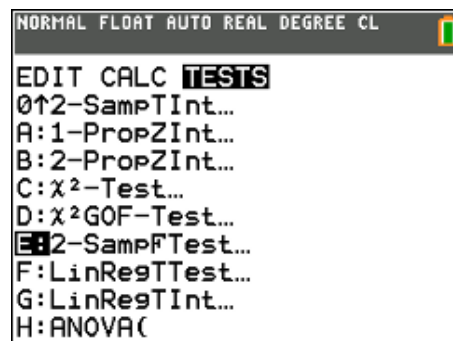 NORMAL FLOAT AUTO REAL DEGREE CL
EDIT CALC TESTS
0↑2-SampTInt…
A:1-PropZInt…
B:2-PropZInt…
C:χ²-Test…
D:χ²GOF-Test…
E:2-SampFTest…
F:LinRegTTest…
G:LinRegTInt…
H:ANOVA(